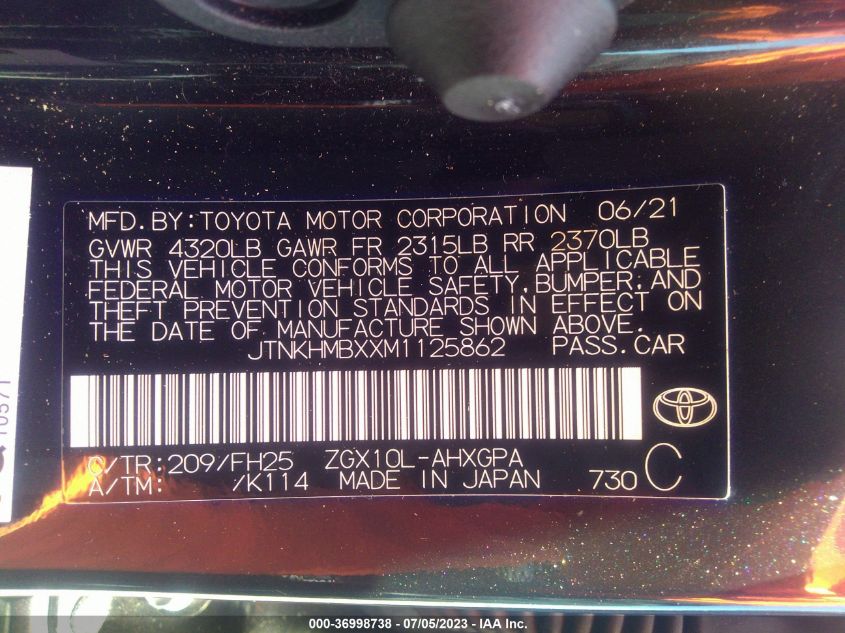 MFD.BY:TOYOTA MOTOR CORPORATION 06/21
GVWR 4320LB GAWR FR 2315LB RR 2370LB
THIS VEHICLE CONFORMS TO ALL APPLICABLE
FEDERAL MOTOR VEHICLE SAFETY,BUMPER,AND
THEFT PREVENTION STANDARDS IN EFFECT ON
THE DATE OF MANUFACTURE SHOWN ABOVE.
JTNKHMBXXM1125862 PASS.CAR
C/TR:209/FH25 ZGX10L-AHXGPA
A/TM: /K114 MADE IN JAPAN 730 C
10571
000-36998738 — 07/05/2023 - IAA Inc.